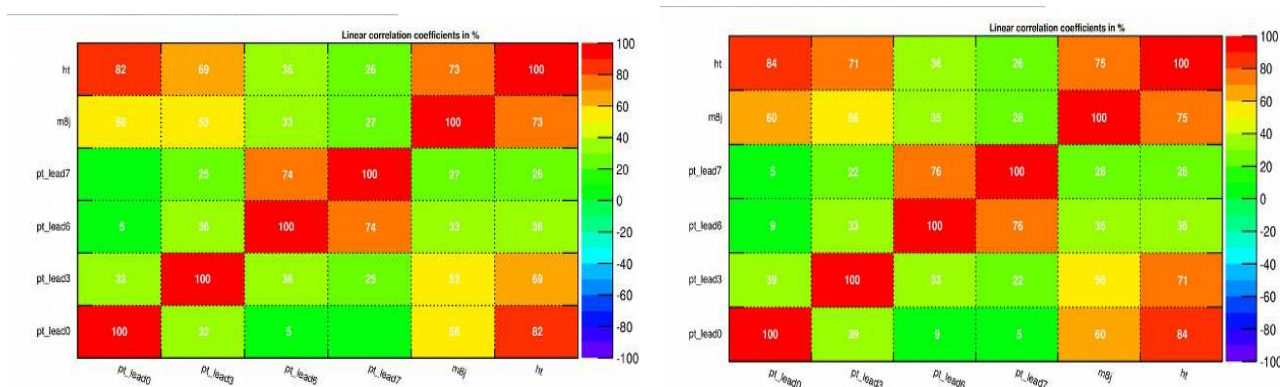 Linear correlation coefficients in %
ht 82 69 36 26 73 100
m8j 55 53 33 27 100 73
pt_lead7 25 74 100 27 26
pt_lead6 5 36 100 74 33 36
pt_lead3 32 100 36 25 53 69
pt_lead0 100 32 5 55 82
pt_lead0 pt_lead3 pt_lead6 pt_lead7 m8j ht
100
80
60
40
20
0
-20
-40
-60
-80
-100
Linear correlation coefficients in %
ht 84 71 36 26 75 100
m8j 60 56 35 28 100 75
pt_lead7 5 22 76 100 28 26
pt_lead6 9 33 100 76 35 36
pt_lead3 39 100 33 22 56 71
pt_lead0 100 39 9 5 60 84
pt_lead0 pt_lead3 pt_lead6 pt_lead7 m8j ht
100
80
60
40
20
0
-20
-40
-60
-80
-100